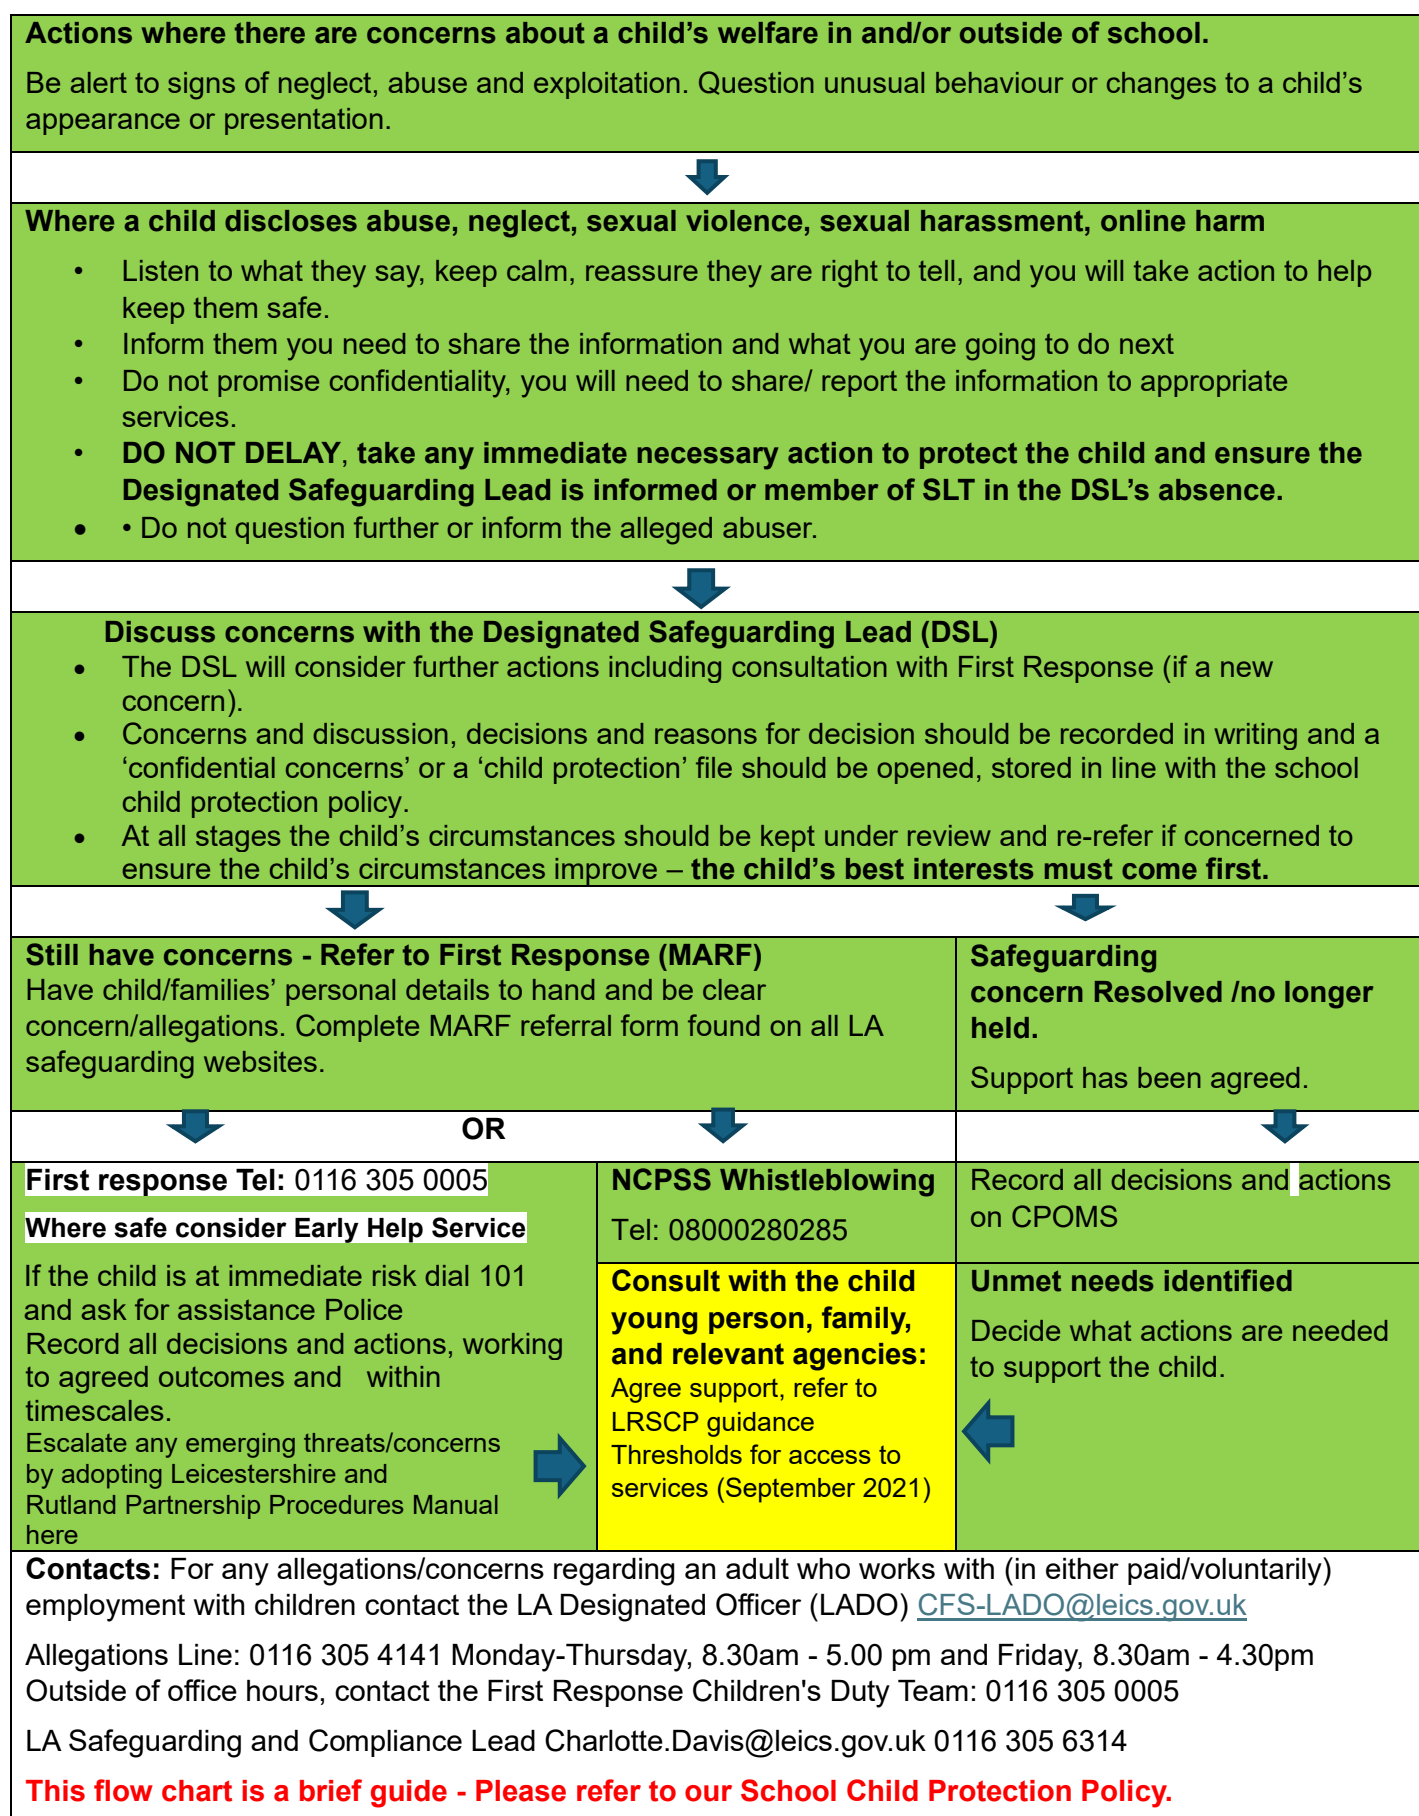 Actions where there are concerns about a child’s welfare in and/or outside of school.
Be alert to signs of neglect, abuse and exploitation. Question unusual behaviour or changes to a child’s
appearance or presentation.
Where a child discloses abuse, neglect, sexual violence, sexual harassment, online harm
• Listen to what they say, keep calm, reassure they are right to tell, and you will take action to help
keep them safe.
• Inform them you need to share the information and what you are going to do next
• Do not promise confidentiality, you will need to share/ report the information to appropriate
services.
• DO NOT DELAY, take any immediate necessary action to protect the child and ensure the
Designated Safeguarding Lead is informed or member of SLT in the DSL’s absence.
• • Do not question further or inform the alleged abuser.
Discuss concerns with the Designated Safeguarding Lead (DSL)
• The DSL will consider further actions including consultation with First Response (if a new
concern).
• Concerns and discussion, decisions and reasons for decision should be recorded in writing and a
‘confidential concerns’ or a ‘child protection’ file should be opened, stored in line with the school
child protection policy.
• At all stages the child’s circumstances should be kept under review and re-refer if concerned to
ensure the child’s circumstances improve – the child’s best interests must come first.
Still have concerns - Refer to First Response (MARF)
Have child/families’ personal details to hand and be clear
concern/allegations. Complete MARF referral form found on all LA
safeguarding websites.
Safeguarding
concern Resolved /no longer
held.
Support has been agreed.
OR
First response Tel: 0116 305 0005
Where safe consider Early Help Service
If the child is at immediate risk dial 101
and ask for assistance Police
Record all decisions and actions, working
to agreed outcomes and within
timescales.
Escalate any emerging threats/concerns
by adopting Leicestershire and
Rutland Partnership Procedures Manual
here
NCPSS Whistleblowing
Tel: 08000280285
Consult with the child
young person, family,
and relevant agencies:
Agree support, refer to
LRSCP guidance
Thresholds for access to
services (September 2021)
Record all decisions and actions
on CPOMS
Unmet needs identified
Decide what actions are needed
to support the child.
Contacts: For any allegations/concerns regarding an adult who works with (in either paid/voluntarily)
employment with children contact the LA Designated Officer (LADO) CFS-LADO@leics.gov.uk
Allegations Line: 0116 305 4141 Monday-Thursday, 8.30am - 5.00 pm and Friday, 8.30am - 4.30pm
Outside of office hours, contact the First Response Children's Duty Team: 0116 305 0005
LA Safeguarding and Compliance Lead Charlotte.Davis@leics.gov.uk 0116 305 6314
This flow chart is a brief guide - Please refer to our School Child Protection Policy.